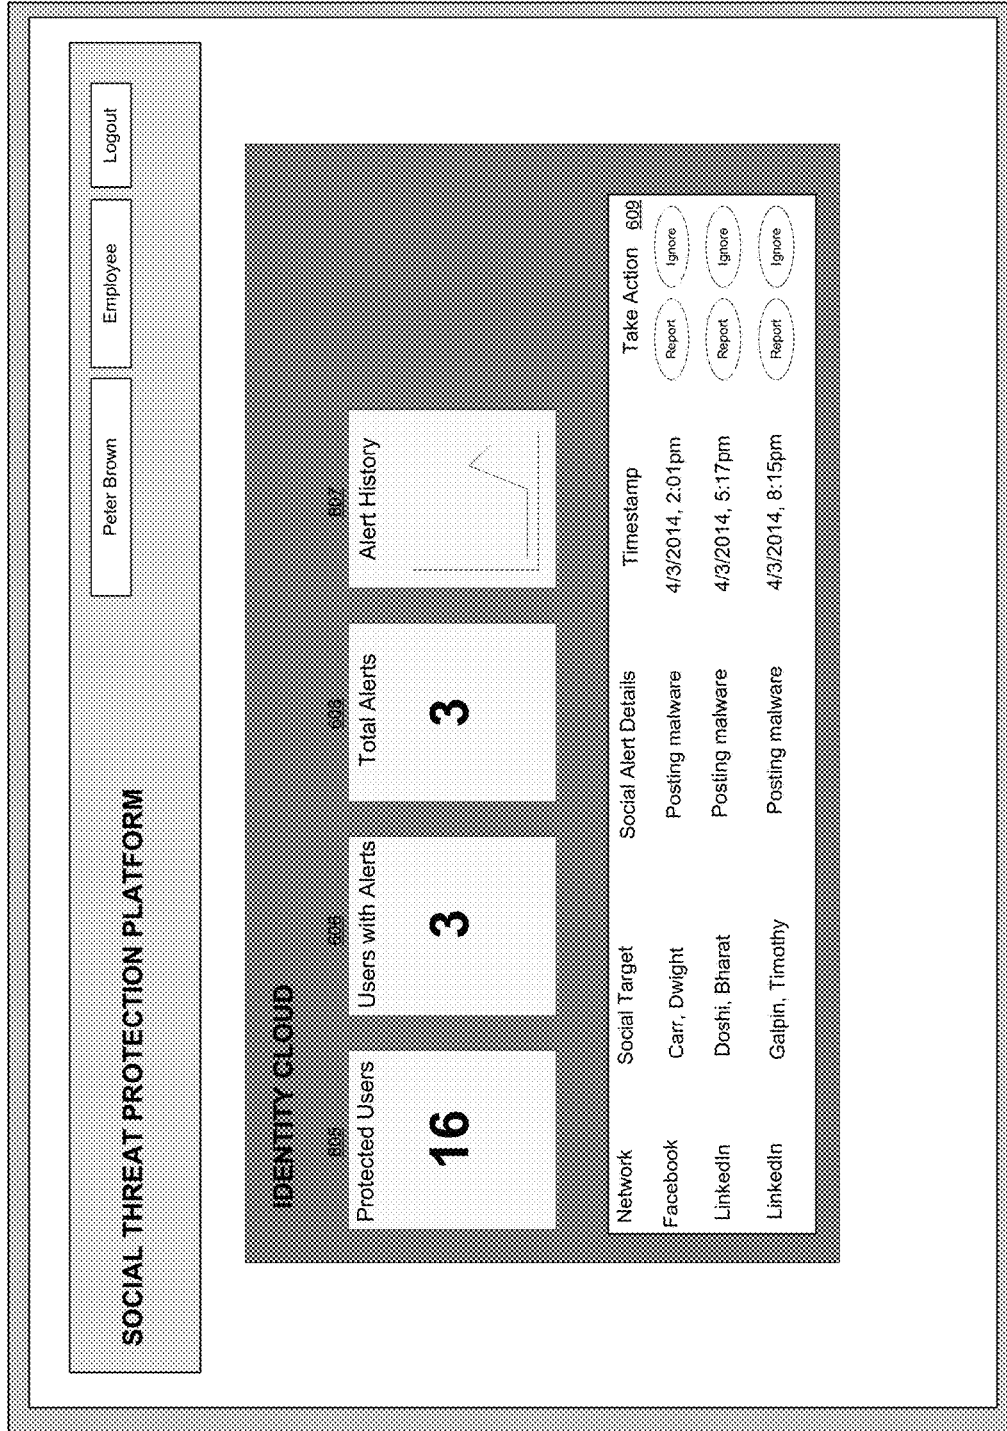 SOCIAL THREAT PROTECTION PLATFORM
Peter Brown
Employee
Logout
IDENTITY CLOUD
605
606
Protected Users
16
Users with Alerts
3
Total Alerts
3
607
Alert History
Network Social Target Social Alert Details Timestamp Take Action 609
Facebook Carr, Dwight Posting malware 4/3/2014, 2:01pm Report Ignore
LinkedIn Doshi, Bharat Posting malware 4/3/2014, 5:17pm Report Ignore
LinkedIn Galpin, Timothy Posting malware 4/3/2014, 8:15pm Report Ignore